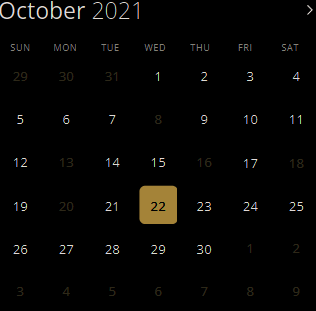 October 2021 >
SUN MON TUE WED THU FRI SAT
29 30 31 1 2 3 4
5 6 7 8 9 10 11
12 13 14 15 16 17 18
19 20 21 22 23 24 25
26 27 28 29 30 1 2
3 4 5 6 7 8 9